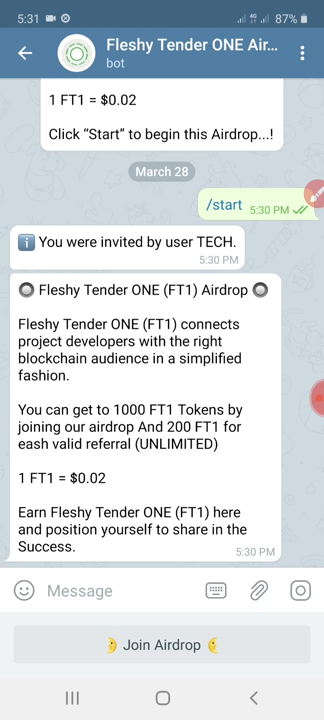 5:31
4G
87%
Fleshy Tender ONE Air...
bot
1 FT1 = $0.02
Click “Start” to begin this Airdrop...!
March 28
/start 5:30 PM
You were invited by user TECH.
5:30 PM
Fleshy Tender ONE (FT1) Airdrop
Fleshy Tender ONE (FT1) connects
project developers with the right
blockchain audience in a simplified
fashion.
You can get to 1000 FT1 Tokens by
joining our airdrop And 200 FT1 for
eash valid referral (UNLIMITED)
1 FT1 = $0.02
Earn Fleshy Tender ONE (FT1) here
and position yourself to share in the
Success.
5:30 PM
Message
Join Airdrop